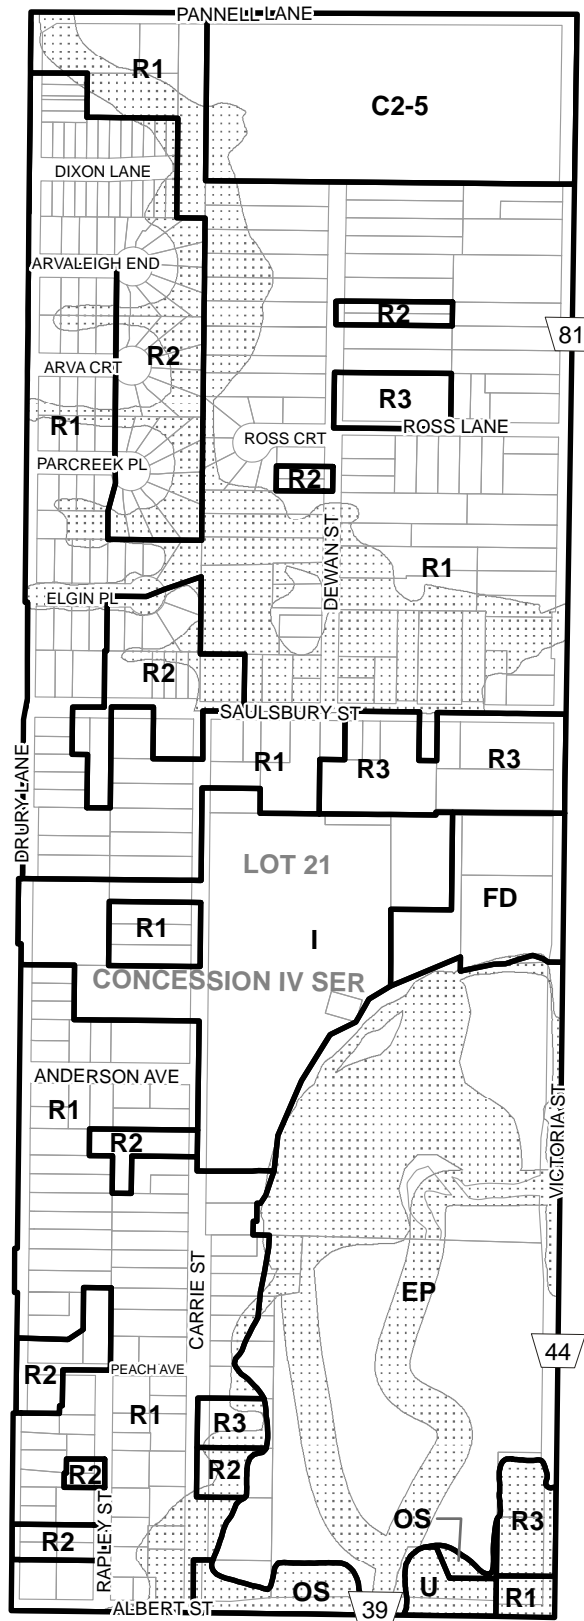 PANNELL LANE
R1
C2-5
DIXON LANE
ARVALEIGH END
R2
81
R2
ARVA CRT
R3
R1
ROSS LANE
ROSS CRT
PARCREEK PL
R2
DEWAN ST
R1
ELGIN PL
R2
SAULSBURY ST
R1
R3
R3
DRURY LANE
LOT 21
FD
R1
I
CONCESSION IV SER
ANDERSON AVE
R1
R2
VICTORIA ST
CARRIE ST
EP
44
PEACH AVE
R2
R1
R3
R2
R2
RAPLEY ST
OS
R3
R2
OS
U
R1
39
ALBERT ST